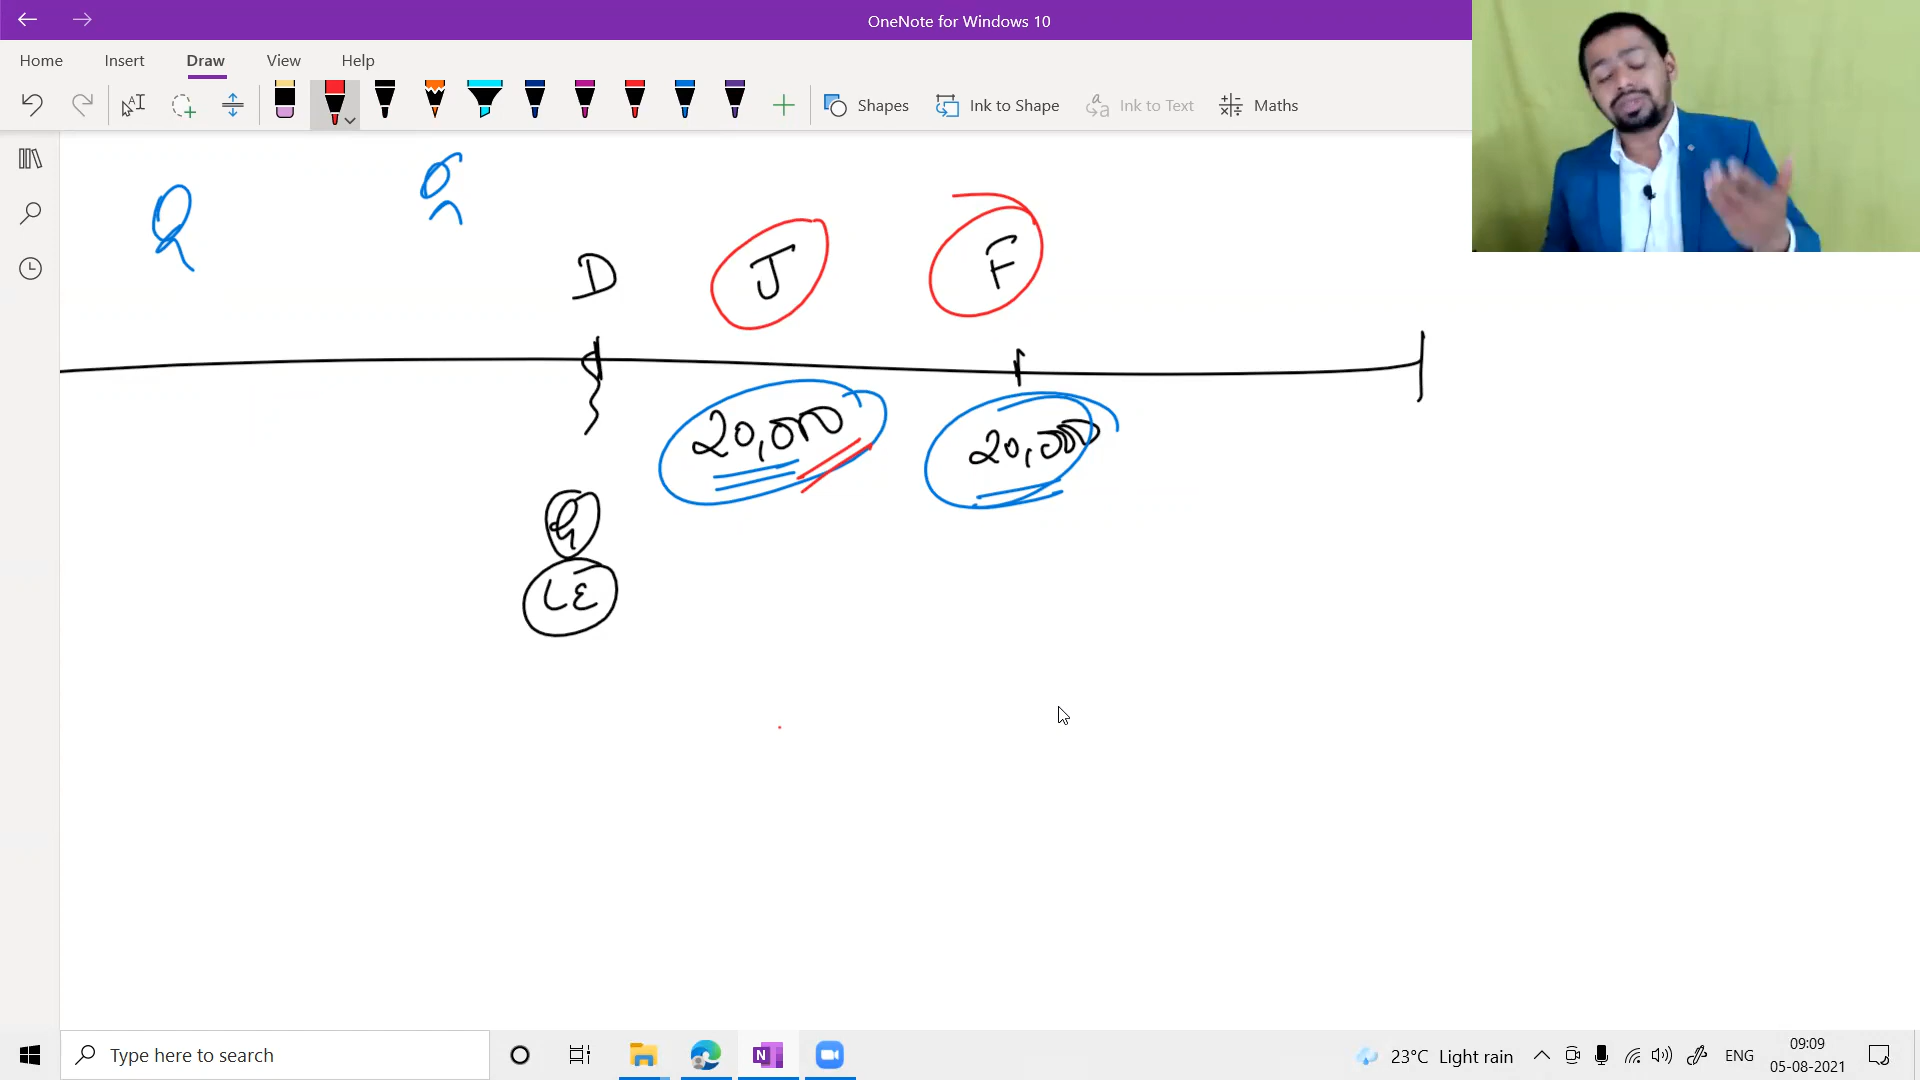 OneNote for Windows 10
Home Insert Draw View Help
Shapes Ink to Shape Ink to Text Maths
D J F
20,000 20,000
LE
Type here to search
23°C Light rain ENG 09:09
05-08-2021